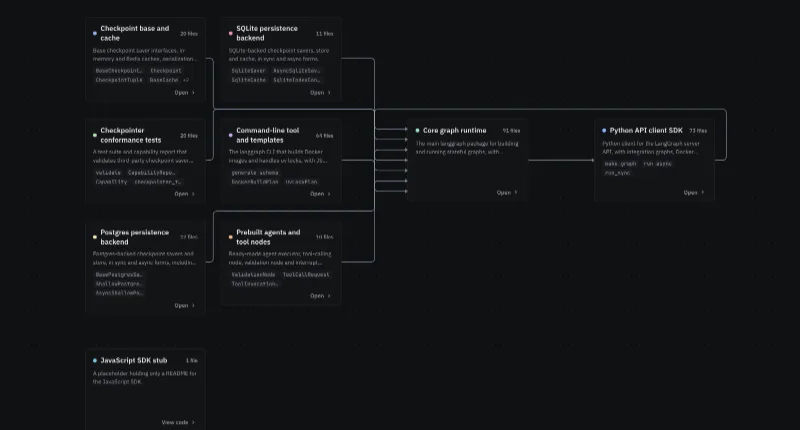 Checkpoint base and
cache
20 files
Base checkpoint saver interfaces, in-
memory and Redis caches, serialization...
BaseCheckpoint… Checkpoint
CheckpointTuple BaseCache +2
Open ›
SQLite persistence
backend
11 files
SQLite-backed checkpoint savers, store
and cache, in sync and async forms.
SqliteSaver AsyncSqliteSav…
SqliteCache SqliteIndexCon…
Open ›
Checkpointer
conformance tests
20 files
A test suite and capability report that
validates third-party checkpoint saver...
validate CapabilityRepo…
Capability checkpointer_t…
Open ›
Command-line tool
and templates
64 files
The langgraph CLI that builds Docker
images and handles uv locks, with JS...
generate_schema
DockerBuildPlan UvLockPlan
Open ›
Core graph runtime
91 files
The main langgraph package for building
and running stateful graphs, with...
Open ›
Python API client SDK
73 files
Python client for the LangGraph server
API, with integration graphs, Docker...
make_graph run_async
run_sync
Open ›
Postgres persistence
backend
files
Postgres-backed checkpoint savers and
store, in sync and async forms, includin...
BasePostgresSa…
ShallowPostgre…
AsyncShallowPo…
Open ›
Prebuilt agents and
tool nodes
10 files
Ready-made agent executor, tool-calling
node, validation node and interrupt...
ValidationNode ToolCallRequest
ToolInvocation…
Open ›
JavaScript SDK stub
1 file
A placeholder holding only a README for
the JavaScript SDK.
View code ›